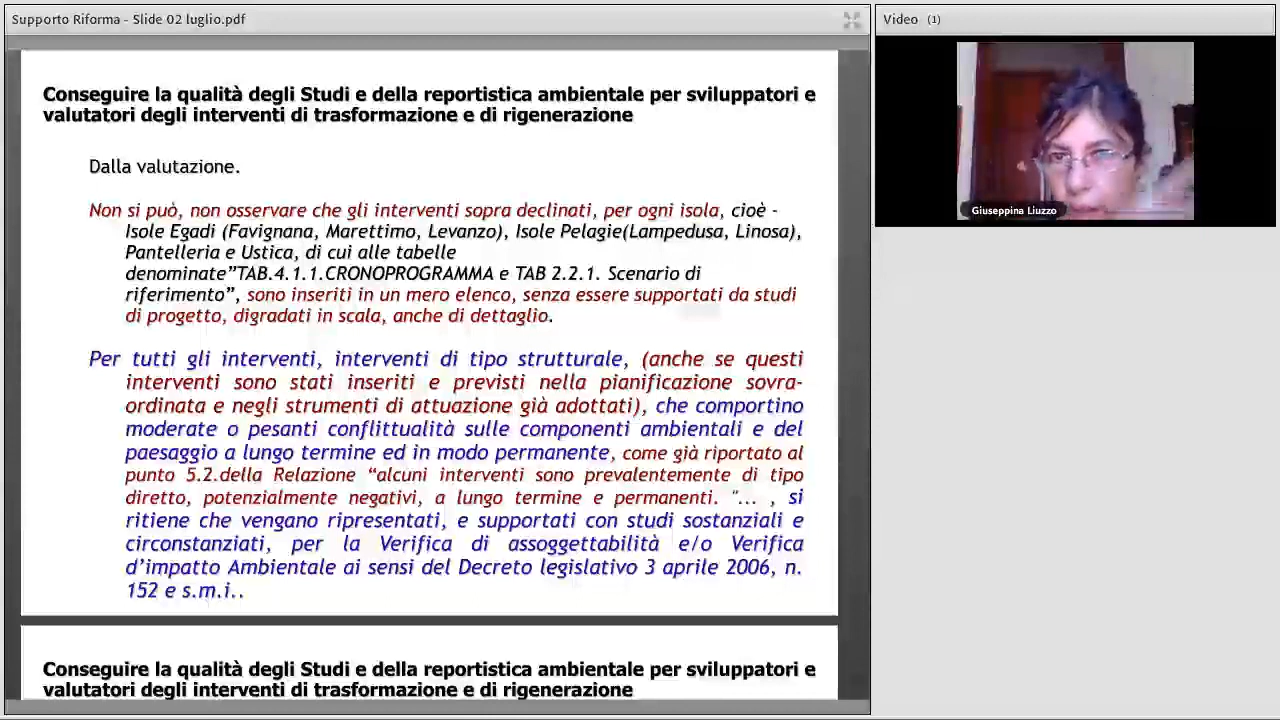 Supporto Riforma - Slide 02 luglio.pdf
Video (1)
Giuseppina Liuzzo
Conseguire la qualità degli Studi e della reportistica ambientale per sviluppatori e
valutatori degli interventi di trasformazione e di rigenerazione
Dalla valutazione.
Non si può, non osservare che gli interventi sopra declinati, per ogni isola, cioè -
Isole Egadi (Favignana, Marettimo, Levanzo), Isole Pelagie(Lampedusa, Linosa),
Pantelleria e Ustica, di cui alle tabelle
denominate”TAB.4.1.1.CRONOPROGRAMMA e TAB 2.2.1. Scenario di
riferimento”, sono inseriti in un mero elenco, senza essere supportati da studi
di progetto, digradati in scala, anche di dettaglio.
Per tutti gli interventi, interventi di tipo strutturale, (anche se questi
interventi sono stati inseriti e previsti nella pianificazione sovra-
ordinata e negli strumenti di attuazione già adottati), che comportino
moderate o pesanti conflittualità sulle componenti ambientali e del
paesaggio a lungo termine ed in modo permanente, come già riportato al
punto 5.2.della Relazione “alcuni interventi sono prevalentemente di tipo
diretto, potenzialmente negativi, a lungo termine e permanenti. "... , si
ritiene che vengano ripresentati, e supportati con studi sostanziali e
circostanziati, per la Verifica di assoggettabilità e/o Verifica
d’impatto Ambientale ai sensi del Decreto legislativo 3 aprile 2006, n.
152 e s.m.i..
Conseguire la qualità degli Studi e della reportistica ambientale per sviluppatori e
valutatori degli interventi di trasformazione e di rigenerazione